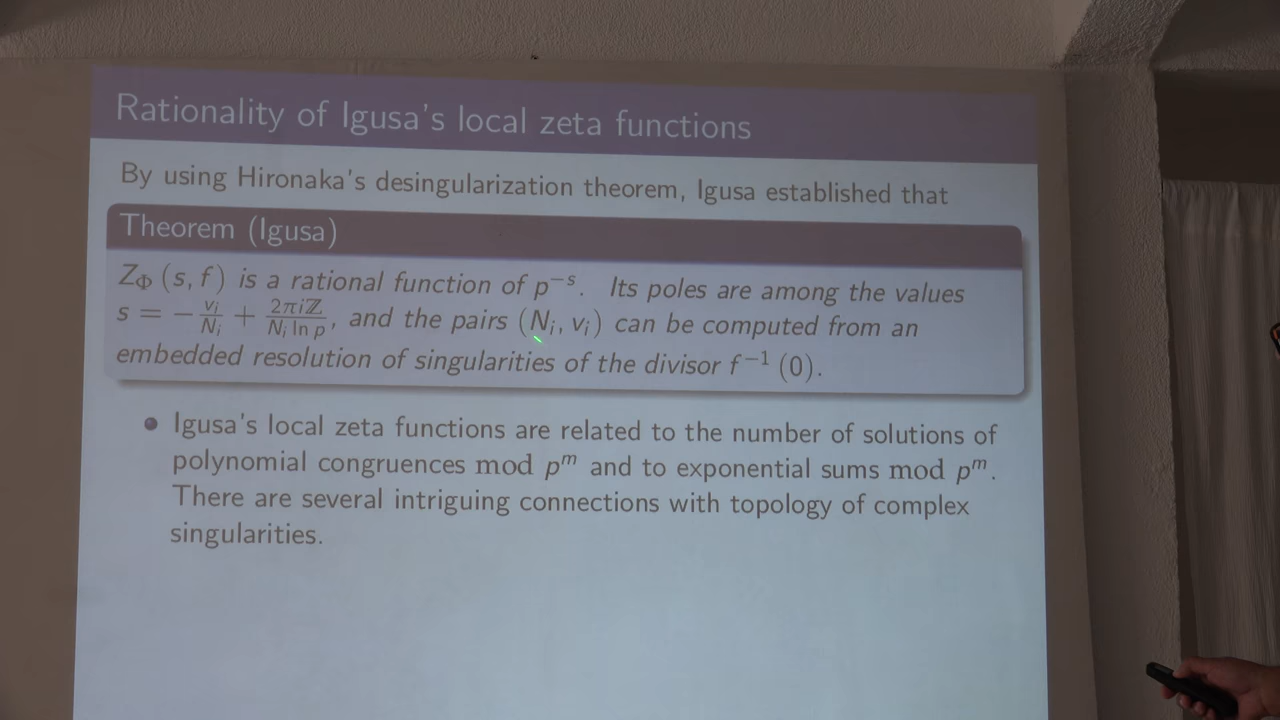 Rationality of Igusa's local zeta functions
By using Hironaka's desingularization theorem, Igusa established that
Theorem (Igusa)
Z_Φ (s, f) is a rational function of p^{-s}. Its poles are among the values
s = -\frac{v_i}{N_i} + \frac{2πiℤ}{N_i ln p}, and the pairs (N_i, v_i) can be computed from an
embedded resolution of singularities of the divisor f^{-1} (0).
Igusa's local zeta functions are related to the number of solutions of
polynomial congruences mod p^m and to exponential sums mod p^m.
There are several intriguing connections with topology of complex
singularities.